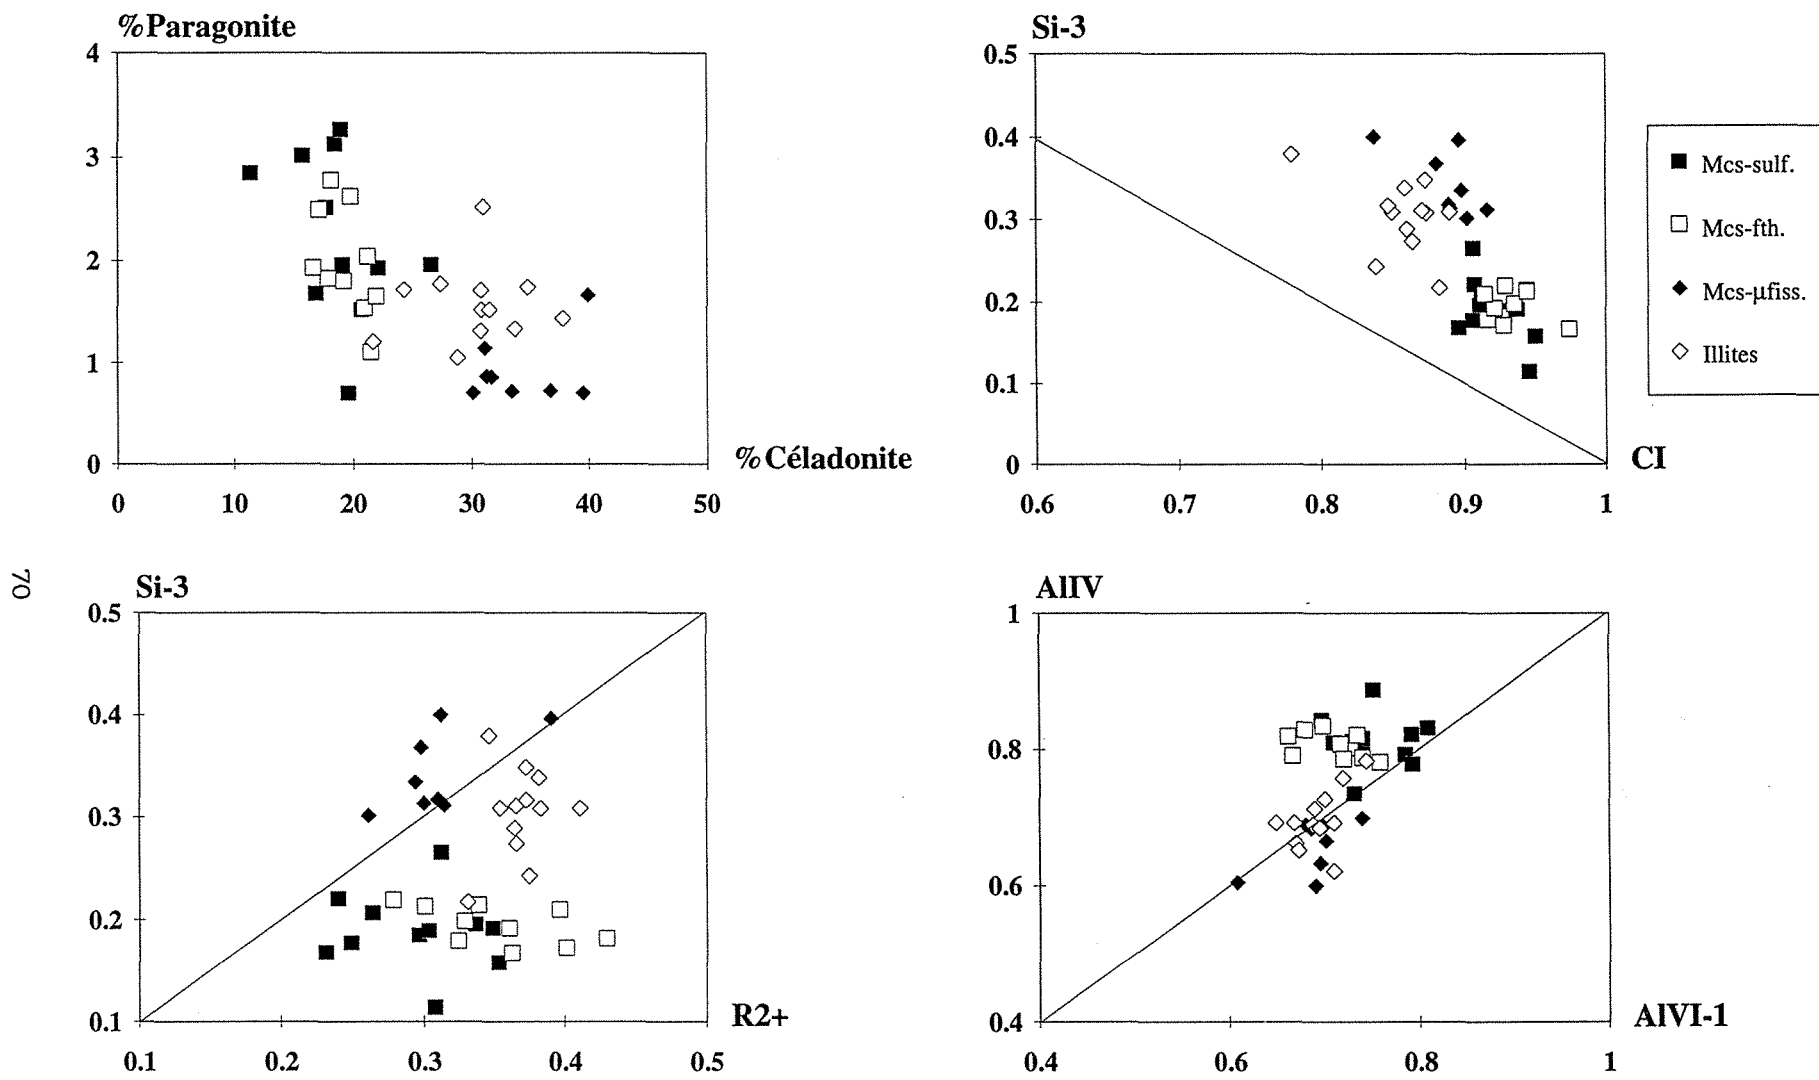 %Paragonite
4
3
2
1
0
0 10 20 30 40 50
%Céladonite
Si-3
0.5
0.4
0.3
0.2
0.1
0
0.6 0.7 0.8 0.9 1
CI
Mcs-sulf.
Mcs-fth.
Mcs-µfiss.
Illites
70
Si-3
0.5
0.4
0.3
0.2
0.1
0.1 0.2 0.3 0.4 0.5
R2+
AlIV
1
0.8
0.6
0.4
0.4 0.6 0.8 1
AlVI-1